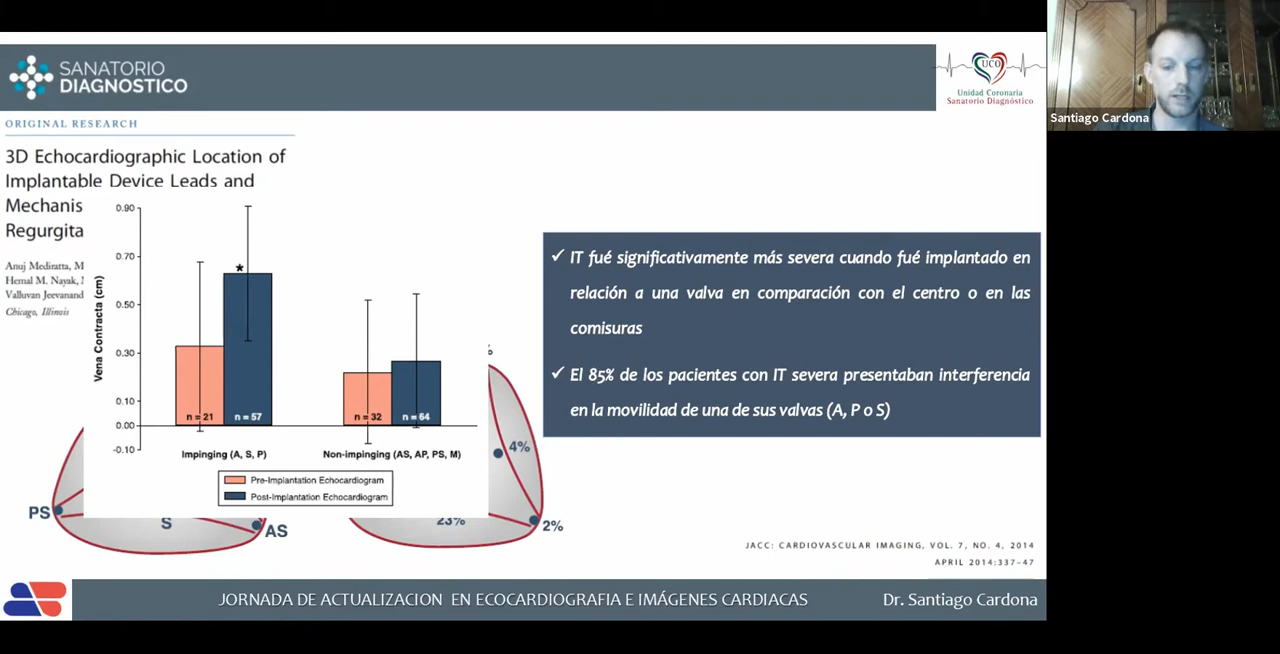 SANATORIO
DIAGNOSTICO
UCO
Unidad Coronaria
Sanatorio Diagnóstico
Santiago Cardona
ORIGINAL RESEARCH
3D Echocardiographic Location of
Implantable Device Leads and
Mechanis
Regurgita
Anuj Mediratta, M
Hemal M. Nayak,
Valluvan Jeevanand
Chicago, Illinois
Vena Contracta (cm)
0.90
0.70
0.50
0.30
0.10
0.00
-0.10
*
n = 21
n = 57
n = 32
n = 64
Impinging (A, S, P)
Non-impinging (AS, AP, PS, M)
Pre-Implantation Echocardiogram
Post-Implantation Echocardiogram
%
4%
PS
S
AS
23%
2%
✓ IT fué significativamente más severa cuando fué implantado en
relación a una valva en comparación con el centro o en las
comisuras
✓ El 85% de los pacientes con IT severa presentaban interferencia
en la movilidad de una de sus valvas (A, P o S)
JACC: CARDIOVASCULAR IMAGING, VOL. 7, NO. 4, 2014
APRIL 2014:337-47
JORNADA DE ACTUALIZACION EN ECOCARDIOGRAFIA E IMÁGENES CARDIACAS
Dr. Santiago Cardona